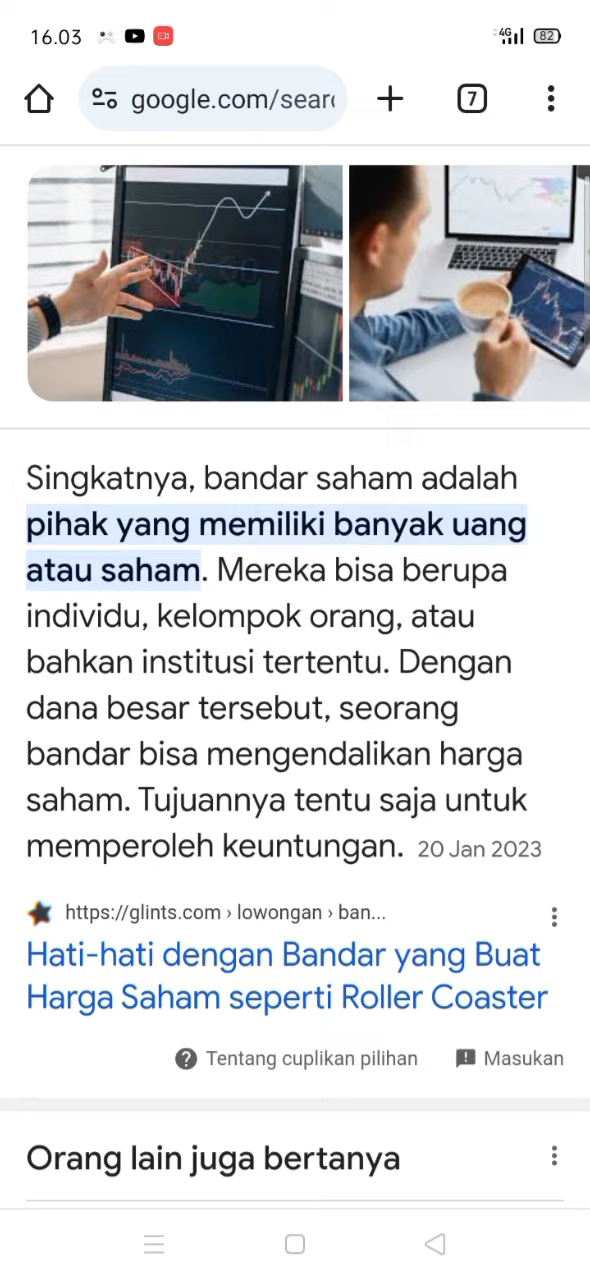 16.03
4G
82
google.com/sear
7
Singkatnya, bandar saham adalah
pihak yang memiliki banyak uang
atau saham. Mereka bisa berupa
individu, kelompok orang, atau
bahkan institusi tertentu. Dengan
dana besar tersebut, seorang
bandar bisa mengendalikan harga
saham. Tujuannya tentu saja untuk
memperoleh keuntungan. 20 Jan 2023
https://glints.com › lowongan › ban...
Hati-hati dengan Bandar yang Buat
Harga Saham seperti Roller Coaster
Tentang cuplikan pilihan
Masukan
Orang lain juga bertanya